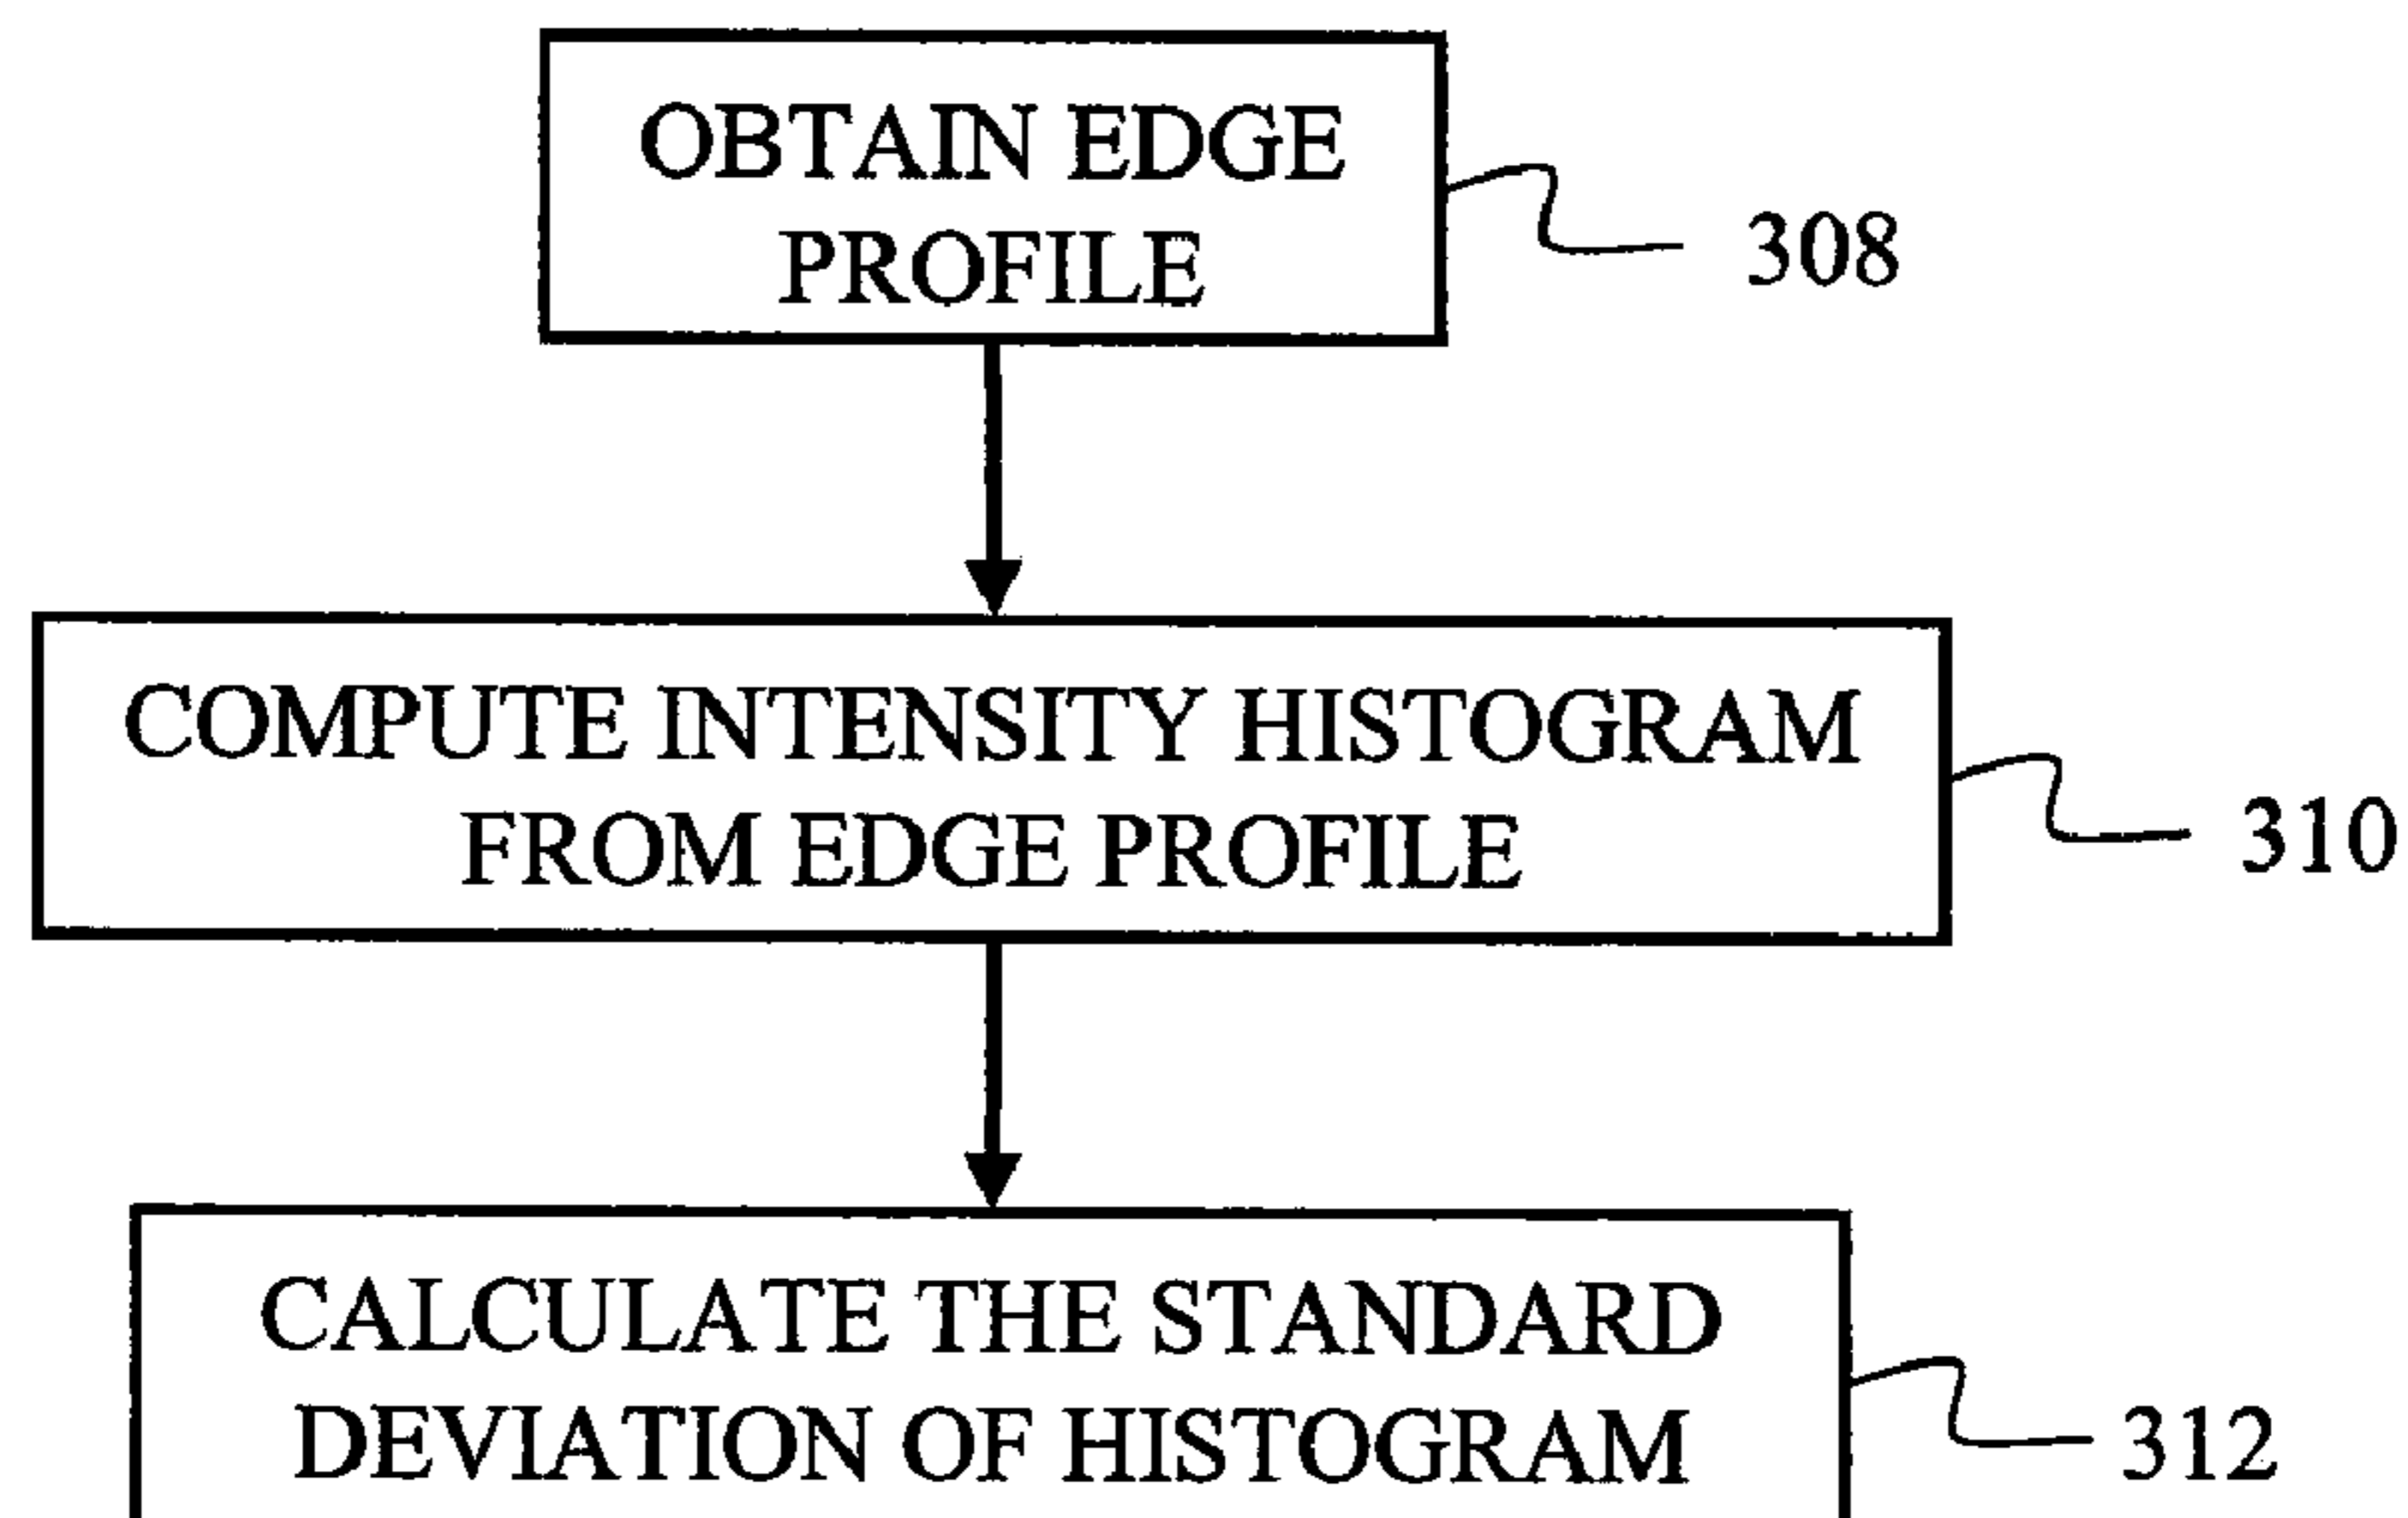 OBTAIN EDGE
PROFILE
308
COMPUTE INTENSITY HISTOGRAM
FROM EDGE PROFILE
310
CALCULATE THE STANDARD
DEVIATION OF HISTOGRAM
312